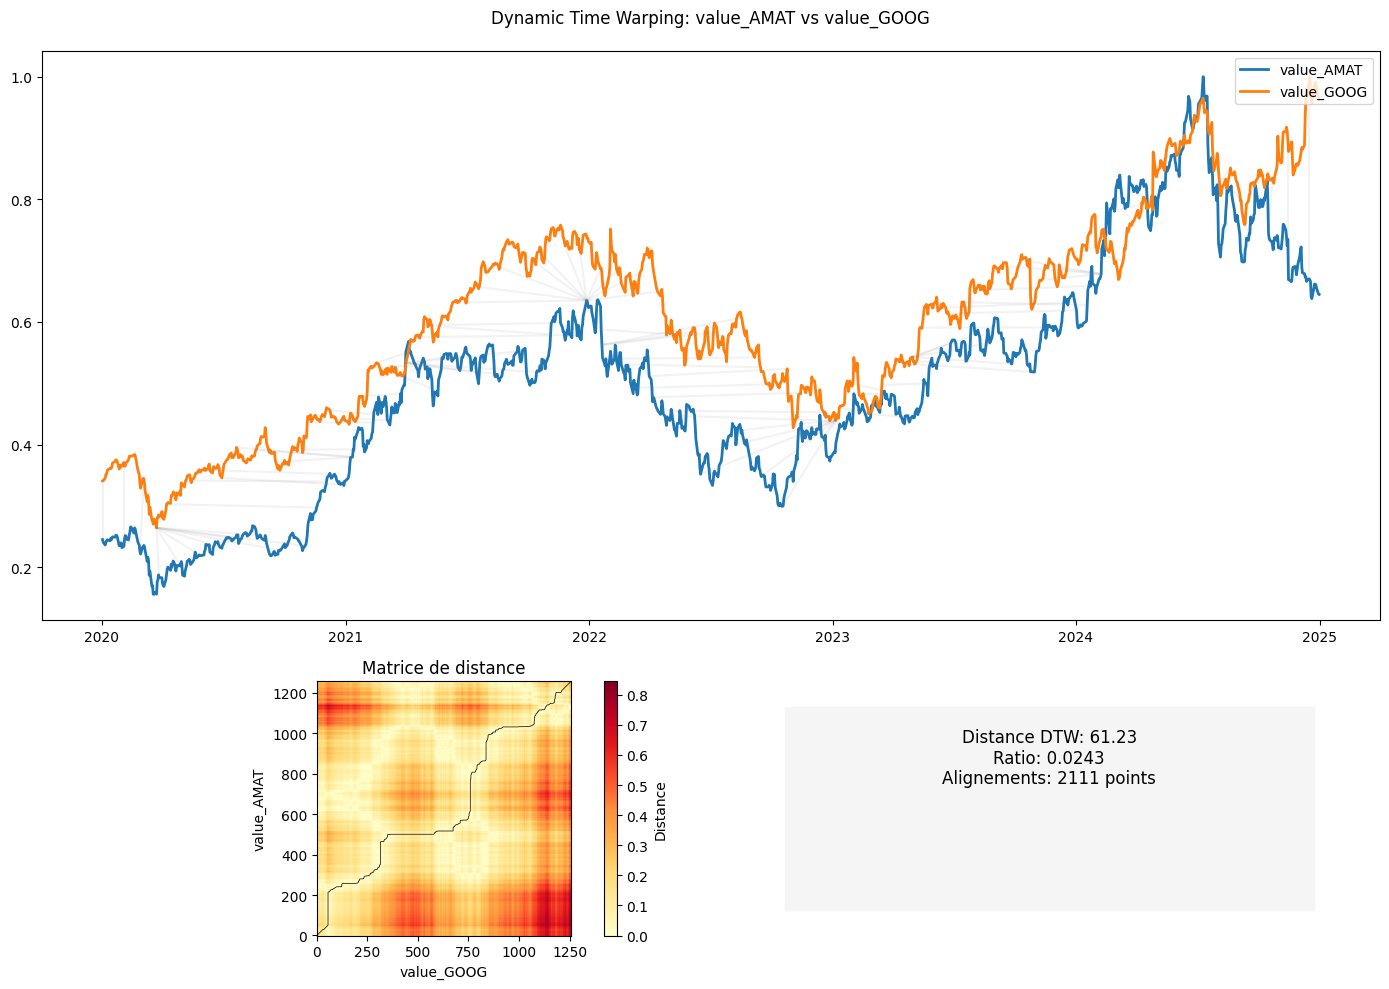 Dynamic Time Warping: value_AMAT vs value_GOOG
value_AMAT
value_GOOG
1.0
0.8
0.6
0.4
0.2
2020 2021 2022 2023 2024 2025
Matrice de distance
value_AMAT
1200
1000
800
600
400
200
0
0 250 500 750 1000 1250
value_GOOG
0.8
0.7
0.6
0.5
0.4
0.3
0.2
0.1
0.0
Distance
Distance DTW: 61.23
Ratio: 0.0243
Alignements: 2111 points